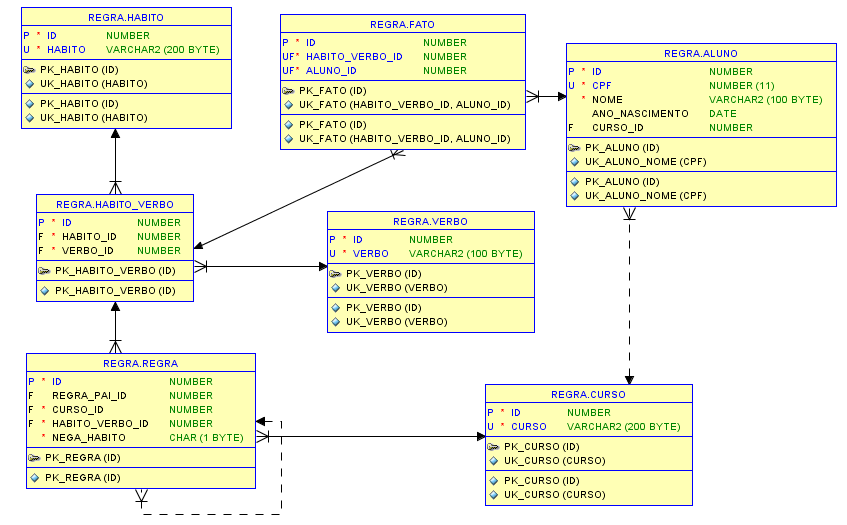 REGRA.HABITO
P * ID NUMBER
U * HABITO VARCHAR2 (200 BYTE)
PK_HABITO (ID)
UK_HABITO (HABITO)
PK_HABITO (ID)
UK_HABITO (HABITO)
REGRA.FATO
P * ID NUMBER
UF* HABITO_VERBO_ID NUMBER
UF* ALUNO_ID NUMBER
PK_FATO (ID)
UK_FATO (HABITO_VERBO_ID, ALUNO_ID)
PK_FATO (ID)
UK_FATO (HABITO_VERBO_ID, ALUNO_ID)
REGRA.ALUNO
P * ID NUMBER
U * CPF NUMBER (11)
* NOME VARCHAR2 (100 BYTE)
ANO_NASCIMENTO DATE
F CURSO_ID NUMBER
PK_ALUNO (ID)
UK_ALUNO_NOME (CPF)
PK_ALUNO (ID)
UK_ALUNO_NOME (CPF)
REGRA.HABITO_VERBO
P * ID NUMBER
F * HABITO_ID NUMBER
F * VERBO_ID NUMBER
PK_HABITO_VERBO (ID)
PK_HABITO_VERBO (ID)
REGRA.VERBO
P * ID NUMBER
U * VERBO VARCHAR2 (100 BYTE)
PK_VERBO (ID)
UK_VERBO (VERBO)
PK_VERBO (ID)
UK_VERBO (VERBO)
REGRA.REGRA
P * ID NUMBER
F REGRA_PAI_ID NUMBER
F * CURSO_ID NUMBER
F * HABITO_VERBO_ID NUMBER
* NEGA_HABITO CHAR (1 BYTE)
PK_REGRA (ID)
PK_REGRA (ID)
REGRA.CURSO
P * ID NUMBER
U * CURSO VARCHAR2 (200 BYTE)
PK_CURSO (ID)
UK_CURSO (CURSO)
PK_CURSO (ID)
UK_CURSO (CURSO)